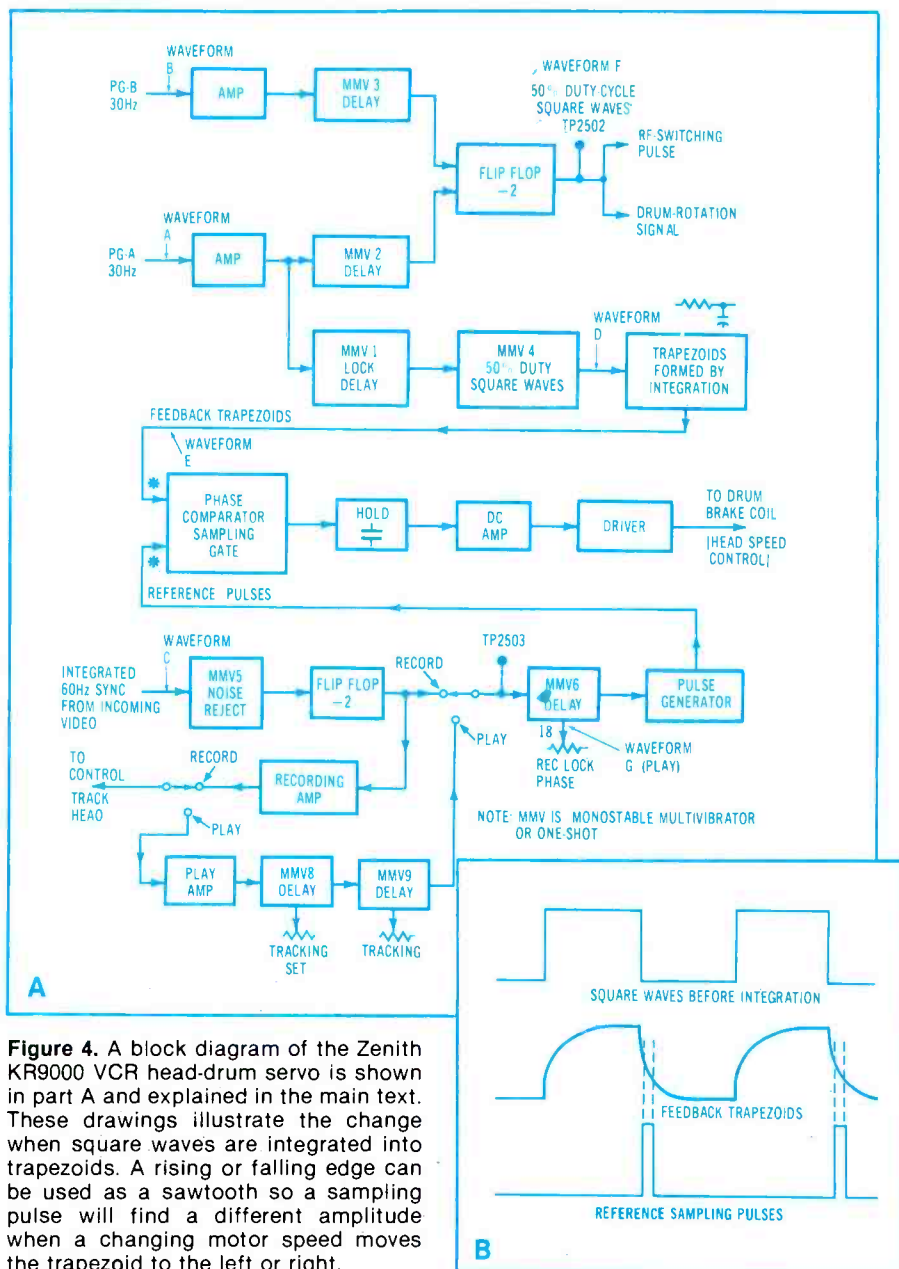 WAVEFORM
B
PG-B
30Hz
AMP
MMV 3
DELAY
WAVEFORM F
50% DUTY-CYCLE
SQUARE WAVES
TP2502
FLIP FLOP
–2
RF-SWITCHING
PULSE
DRUM-ROTATION
SIGNAL
WAVEFORM
A
PG-A
30Hz
AMP
MMV 2
DELAY
MMV 1
LOCK
DELAY
MMV 4
50% DUTY
SQUARE WAVES
WAVEFORM
D
TRAPEZOIDS
FORMED BY
INTEGRATION
FEEDBACK TRAPEZOIDS
WAVEFORM
E
*
PHASE
COMPARATOR
SAMPLING
GATE
*
HOLD
DC
AMP
DRIVER
TO DRUM
BRAKE COIL
|HEAD SPEED
CONTROL|
REFERENCE PULSES
WAVEFORM
C
INTEGRATED
60Hz SYNC
FROM INCOMING
VIDEO
MMV5
NOISE
REJECT
FLIP FLOP
–2
RECORD
TP2503
MMV6
DELAY
PULSE
GENERATOR
PLAY
18
REC LOCK
PHASE
WAVEFORM
G (PLAY)
TO
CONTROL
TRACK
HEAD
RECORD
RECORDING
AMP
PLAY
NOTE: MMV IS MONOSTABLE MULTIVIBRATOR
OR ONE-SHOT
PLAY
AMP
MMV8
DELAY
MMV9
DELAY
TRACKING
SET
TRACKING
A
SQUARE WAVES BEFORE INTEGRATION
FEEDBACK TRAPEZOIDS
REFERENCE SAMPLING PULSES
B
Figure 4. A block diagram of the Zenith
KR9000 VCR head-drum servo is shown
in part A and explained in the main text.
These drawings illustrate the change
when square waves are integrated into
trapezoids. A rising or falling edge can
be used as a sawtooth so a sampling
pulse will find a different amplitude
when a changing motor speed moves
the trapezoid to the left or right.